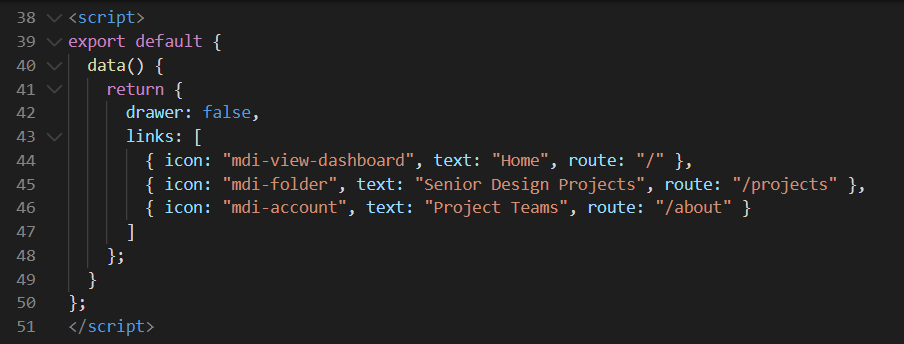 38 <script>
39 export default {
40   data() {
41     return {
42       drawer: false,
43       links: [
44         { icon: "mdi-view-dashboard", text: "Home", route: "/" },
45         { icon: "mdi-folder", text: "Senior Design Projects", route: "/projects" },
46         { icon: "mdi-account", text: "Project Teams", route: "/about" }
47       ]
48     };
49   }
50 };
51 </script>